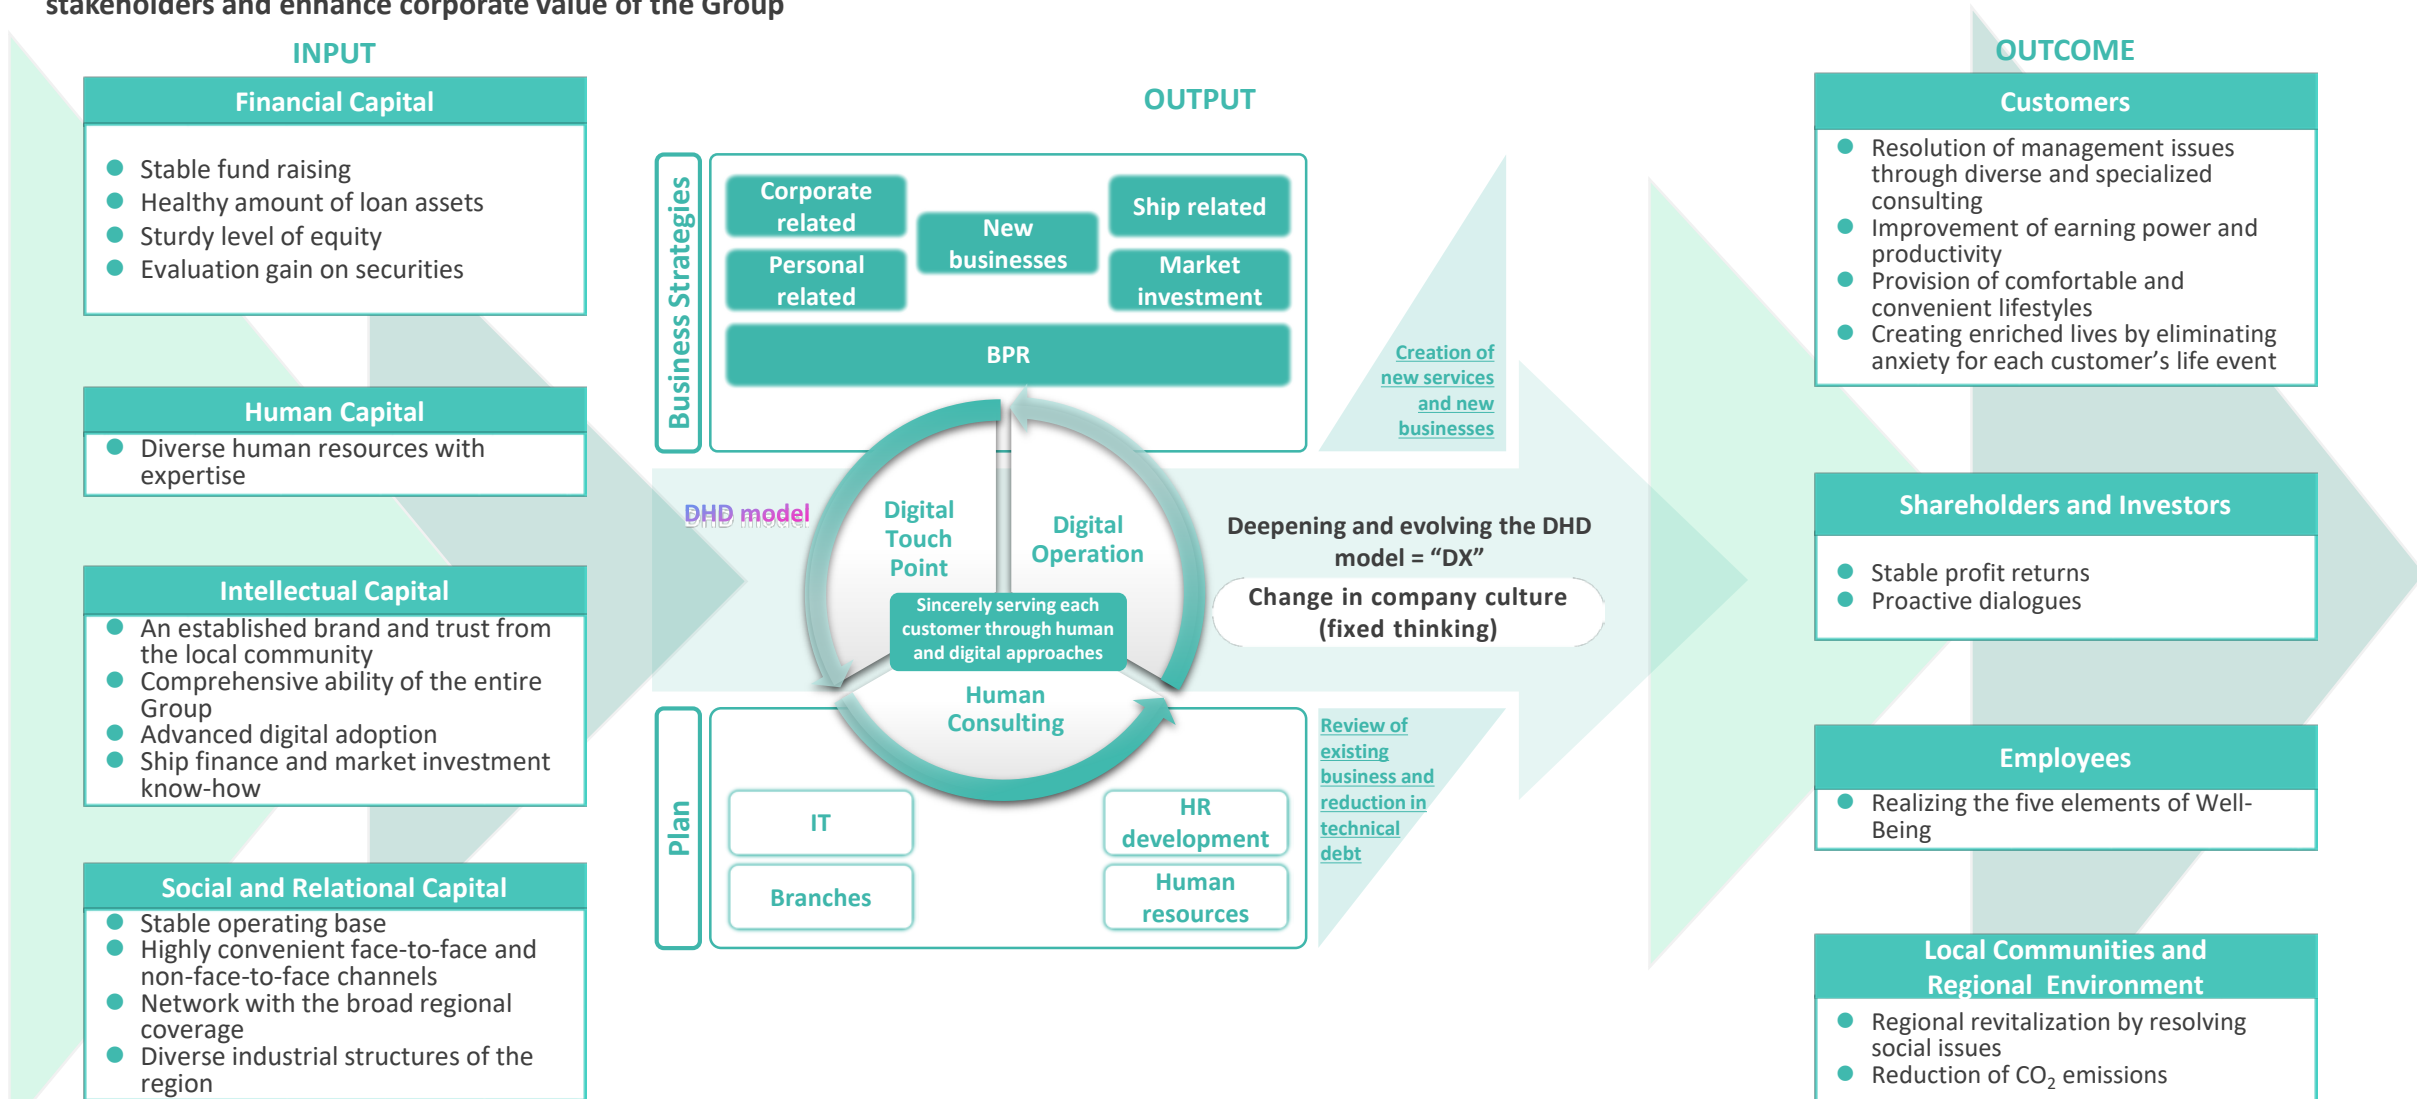 stakeholders and enhance corporate value of the Group
INPUT
Financial Capital
● Stable fund raising
● Healthy amount of loan assets
● Sturdy level of equity
● Evaluation gain on securities
Human Capital
● Diverse human resources with
expertise
Intellectual Capital
● An established brand and trust from
the local community
● Comprehensive ability of the entire
Group
● Advanced digital adoption
● Ship finance and market investment
know-how
Social and Relational Capital
● Stable operating base
● Highly convenient face-to-face and
non-face-to-face channels
● Network with the broad regional
coverage
● Diverse industrial structures of the
region
OUTPUT
Business Strategies
Corporate
related
Personal
related
New
businesses
Ship related
Market
investment
BPR
Creation of
new services
and new
businesses
DHD model
Digital
Touch
Point
Digital
Operation
Sincerely serving each
customer through human
and digital approaches
Human
Consulting
Deepening and evolving the DHD
model = “DX”
Change in company culture
(fixed thinking)
Plan
IT
Branches
HR
development
Human
resources
Review of
existing
business and
reduction in
technical
debt
OUTCOME
Customers
● Resolution of management issues
through diverse and specialized
consulting
● Improvement of earning power and
productivity
● Provision of comfortable and
convenient lifestyles
● Creating enriched lives by eliminating
anxiety for each customer’s life event
Shareholders and Investors
● Stable profit returns
● Proactive dialogues
Employees
● Realizing the five elements of Well-
Being
Local Communities and
Regional Environment
● Regional revitalization by resolving
social issues
● Reduction of CO₂ emissions